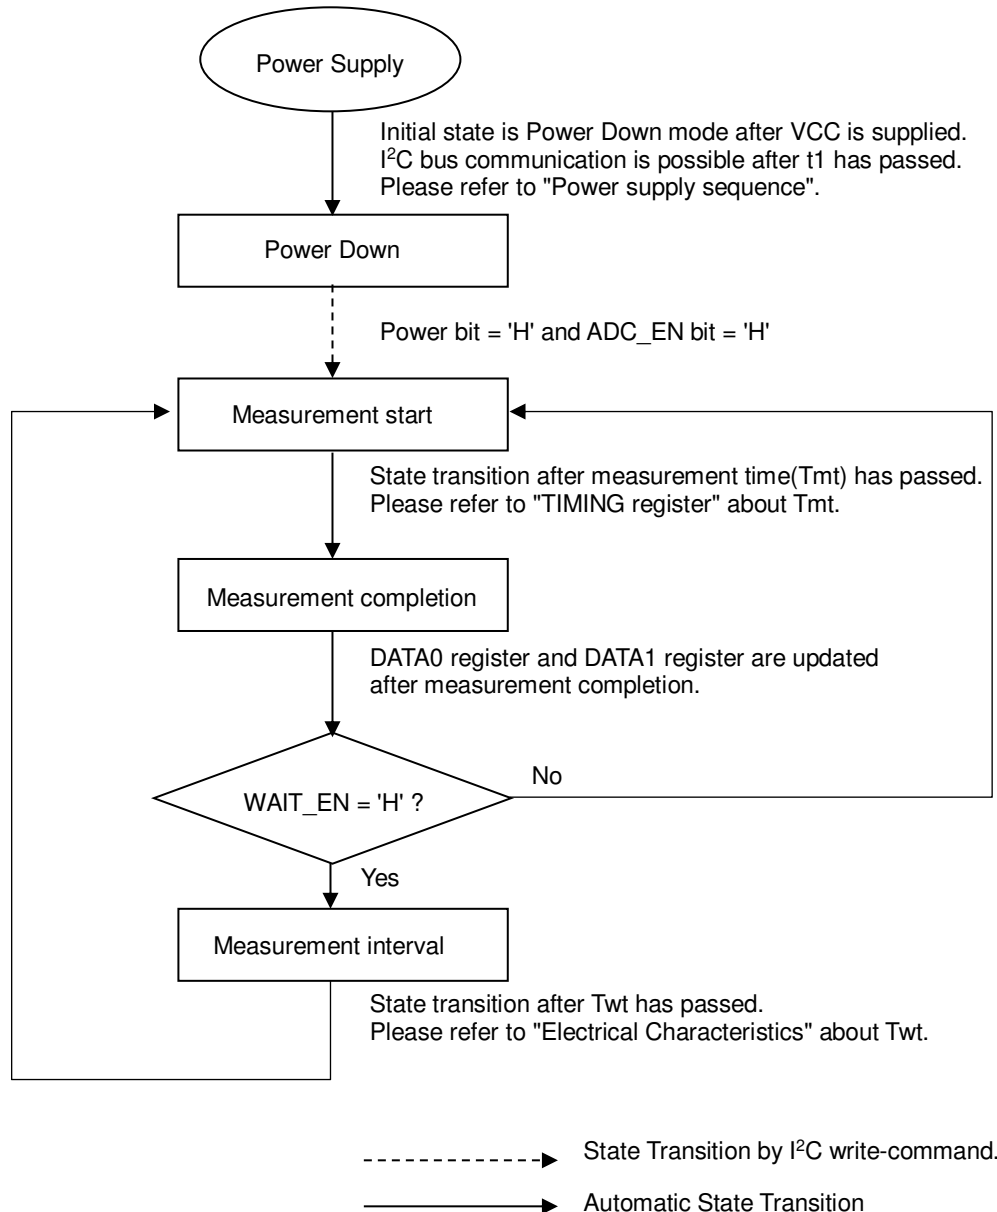 Power Supply
Initial state is Power Down mode after VCC is supplied.
I²C bus communication is possible after t1 has passed.
Please refer to "Power supply sequence".
Power Down
Power bit = 'H' and ADC_EN bit = 'H'
Measurement start
State transition after measurement time(Tmt) has passed.
Please refer to "TIMING register" about Tmt.
Measurement completion
DATA0 register and DATA1 register are updated
after measurement completion.
No
WAIT_EN = 'H' ?
Yes
Measurement interval
State transition after Twt has passed.
Please refer to "Electrical Characteristics" about Twt.
State Transition by I²C write-command.
Automatic State Transition